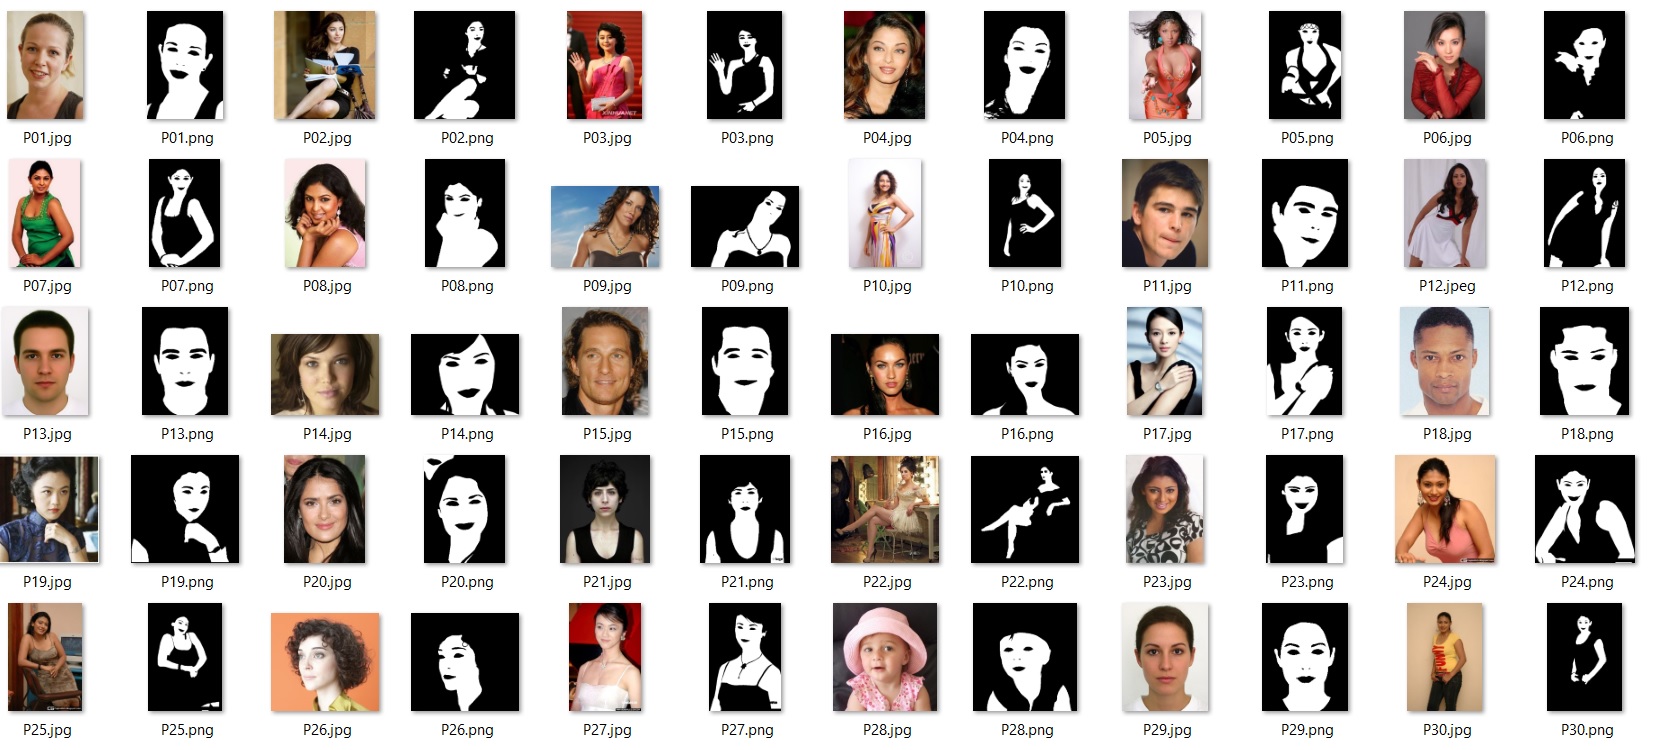 P01.jpg P01.png P02.jpg P02.png P03.jpg P03.png P04.jpg P04.png P05.jpg P05.png P06.jpg P06.png
P07.jpg P07.png P08.jpg P08.png P09.jpg P09.png P10.jpg P10.png P11.jpg P11.png P12.jpeg P12.png
P13.jpg P13.png P14.jpg P14.png P15.jpg P15.png P16.jpg P16.png P17.jpg P17.png P18.jpg P18.png
P19.jpg P19.png P20.jpg P20.png P21.jpg P21.png P22.jpg P22.png P23.jpg P23.png P24.jpg P24.png
P25.jpg P25.png P26.jpg P26.png P27.jpg P27.png P28.jpg P28.png P29.jpg P29.png P30.jpg P30.png